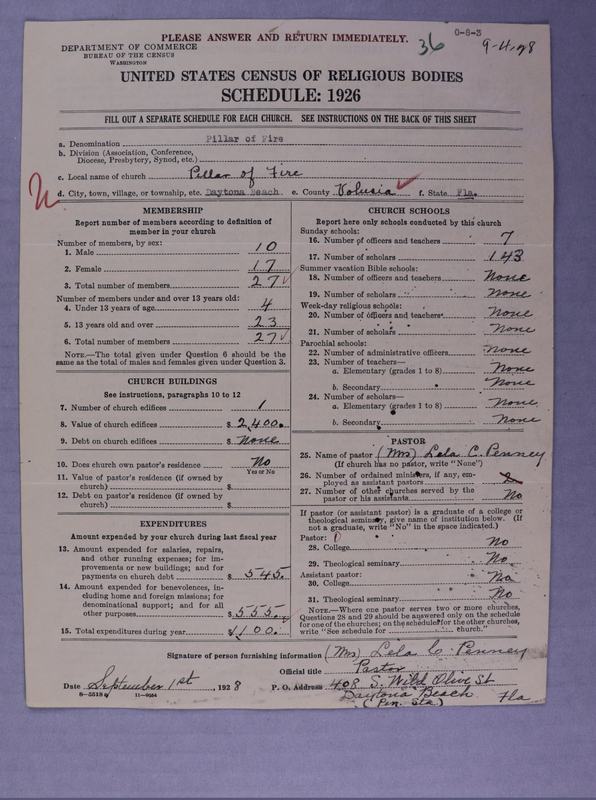 PLEASE ANSWER AND RETURN IMMEDIATELY.
36
0-8-3
9-4-28
DEPARTMENT OF COMMERCE
BUREAU OF THE CENSUS
WASHINGTON
UNITED STATES CENSUS OF RELIGIOUS BODIES
SCHEDULE: 1926
FILL OUT A SEPARATE SCHEDULE FOR EACH CHURCH. SEE INSTRUCTIONS ON THE BACK OF THIS SHEET
a. Denomination Pillar of Fire
b. Division (Association, Conference, Diocese, Presbytery, Synod, etc.)
c. Local name of church Pillar of Fire
d. City, town, village, or township, etc. Daytona Beach e. County Volusia f. State Fla.
MEMBERSHIP
Report number of members according to definition of
member in your church
Number of members, by sex:
1. Male 10
2. Female 17
3. Total number of members 27
Number of members under and over 13 years old:
4. Under 13 years of age 4
5. 13 years old and over 23
6. Total number of members 27
NOTE.—The total given under Question 6 should be the
same as the total of males and females given under Question 3.
CHURCH BUILDINGS
See instructions, paragraphs 10 to 12
7. Number of church edifices 1
8. Value of church edifices $ 2,400.
9. Debt on church edifices $ None
10. Does church own pastor's residence No
Yes or No
11. Value of pastor's residence (if owned by
church) $
12. Debt on pastor's residence (if owned by
church) $
EXPENDITURES
Amount expended by your church during last fiscal year
13. Amount expended for salaries, repairs,
and other running expenses; for im-
provements or new buildings; and for
payments on church debt $ 545.
14. Amount expended for benevolences, in-
cluding home and foreign missions; for
denominational support; and for all
other purposes $ 555.
15. Total expenditures during year $ 1100.
CHURCH SCHOOLS
Report here only schools conducted by this church
Sunday schools:
16. Number of officers and teachers 7
17. Number of scholars 143
Summer vacation Bible schools:
18. Number of officers and teachers None
19. Number of scholars None
Week-day religious schools:
20. Number of officers and teachers None
21. Number of scholars None
Parochial schools:
22. Number of administrative officers None
23. Number of teachers—
a. Elementary (grades 1 to 8) None
b. Secondary None
24. Number of scholars—
a. Elementary (grades 1 to 8) None
b. Secondary None
PASTOR
25. Name of pastor (Mrs) Lela C. Penney
(If church has no pastor, write "None")
26. Number of ordained ministers, if any, em-
ployed as assistant pastors 2
27. Number of other churches served by the
pastor or his assistants No
If pastor (or assistant pastor) is a graduate of a college or
theological seminary, give name of institution below. (If
not a graduate, write "No" in the space indicated.)
Pastor:
28. College No
29. Theological seminary No
Assistant pastor:
30. College No
31. Theological seminary No
NOTE.—Where one pastor serves two or more churches,
Questions 28 and 29 should be answered only on the schedule
for one of the churches; on the schedule for the other churches,
write "See schedule for church."
Signature of person furnishing information (Mrs) Lela C. Penney
Official title Pastor
Date September 1st, 1928 P. O. Address 408 S. Wild Olive St
Daytona Beach Fla
(Pen. Sta.)
8-5518 11-9054